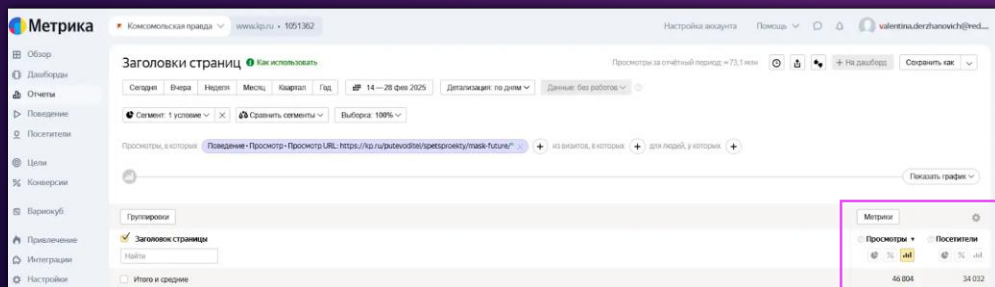 Метрика
Комсомольская правда www.kp.ru • 1051362
Настройка аккаунта Помощь valentina.derzhanovich@red....
Обзор
Дашборды
Отчеты
Поведение
Посетители
Цели
Конверсии
Вариокуб
Привлечение
Интеграции
Настройки
Заголовки страниц Как использовать
Просмотры за отчётный период: ≈73,1 млн + На дашборд Сохранить как
Сегодня Вчера Неделя Месяц Квартал Год 14 — 28 фев 2025 Детализация: по дням Данные: без роботов
Сегмент: 1 условие × Сравнить сегменты Выборка: 100%
Просмотры, в которых Поведение • Просмотр • Просмотр URL: https://kp.ru/putevoditel/spetsproekty/mask-future/* × + из визитов, в которых + для людей, у которых +
Показать график
Группировки Метрики
Заголовок страницы Просмотры Посетители
Найти %  %
Итого и средние 46 804 34 032